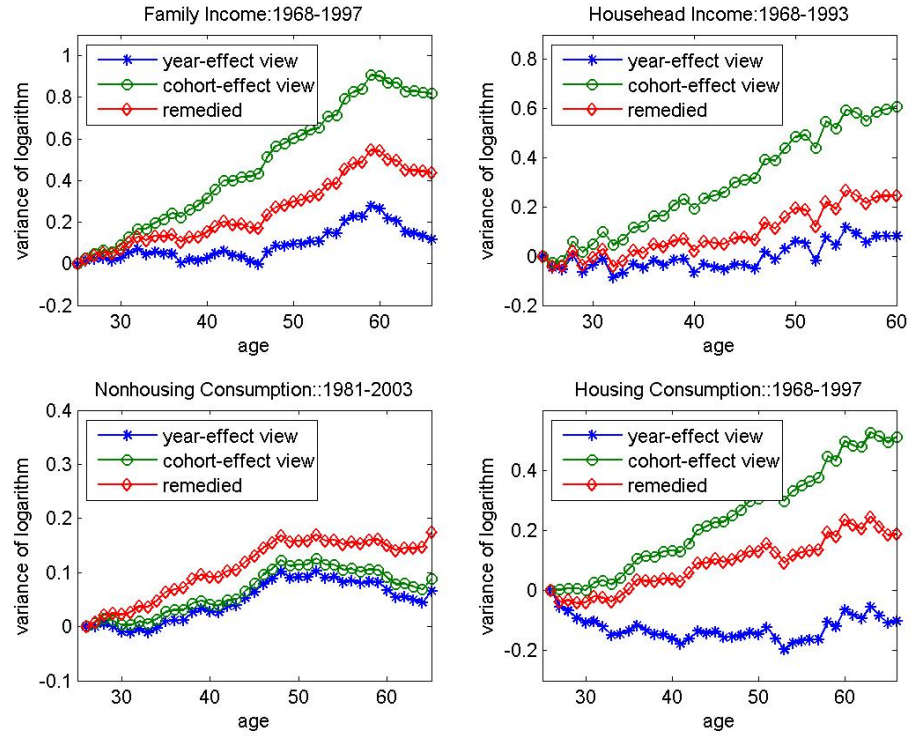 Family Income:1968-1997
year-effect view
cohort-effect view
remedied
variance of logarithm
1
0.8
0.6
0.4
0.2
0
-0.2
30
40
50
60
age
Househead Income:1968-1993
year-effect view
cohort-effect view
remedied
variance of logarithm
0.8
0.6
0.4
0.2
0
-0.2
30
40
50
60
age
Nonhousing Consumption::1981-2003
year-effect view
cohort-effect view
remedied
variance of logarithm
0.4
0.3
0.2
0.1
0
-0.1
30
40
50
60
age
Housing Consumption::1968-1997
year-effect view
cohort-effect view
remedied
variance of logarithm
0.4
0.2
0
-0.2
30
40
50
60
age